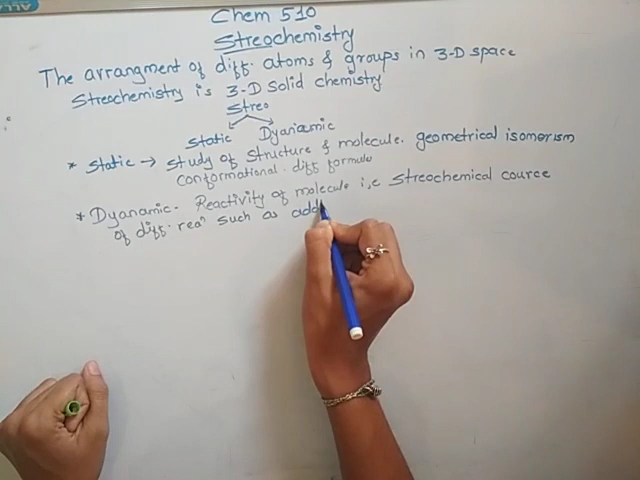 Chem 510
Streochemistry
The arrangment of diff. atoms & groups in 3-D space
Streochemistry is 3-D Solid chemistry
Streo
Static Dyanamic
* Static → study of structure & molecule. geometrical isomerism
conformational. diff formula
* Dyanamic - Reactivity of molecule i,e Streochemical cource
of diff. reaⁿ such as add